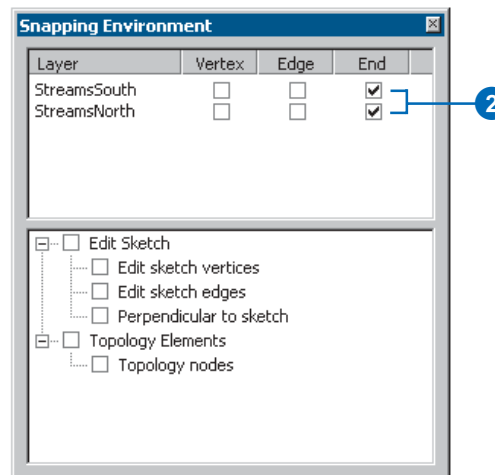 Snapping Environment
Layer Vertex Edge End
StreamsSouth
StreamsNorth
2
Edit Sketch
Edit sketch vertices
Edit sketch edges
Perpendicular to sketch
Topology Elements
Topology nodes